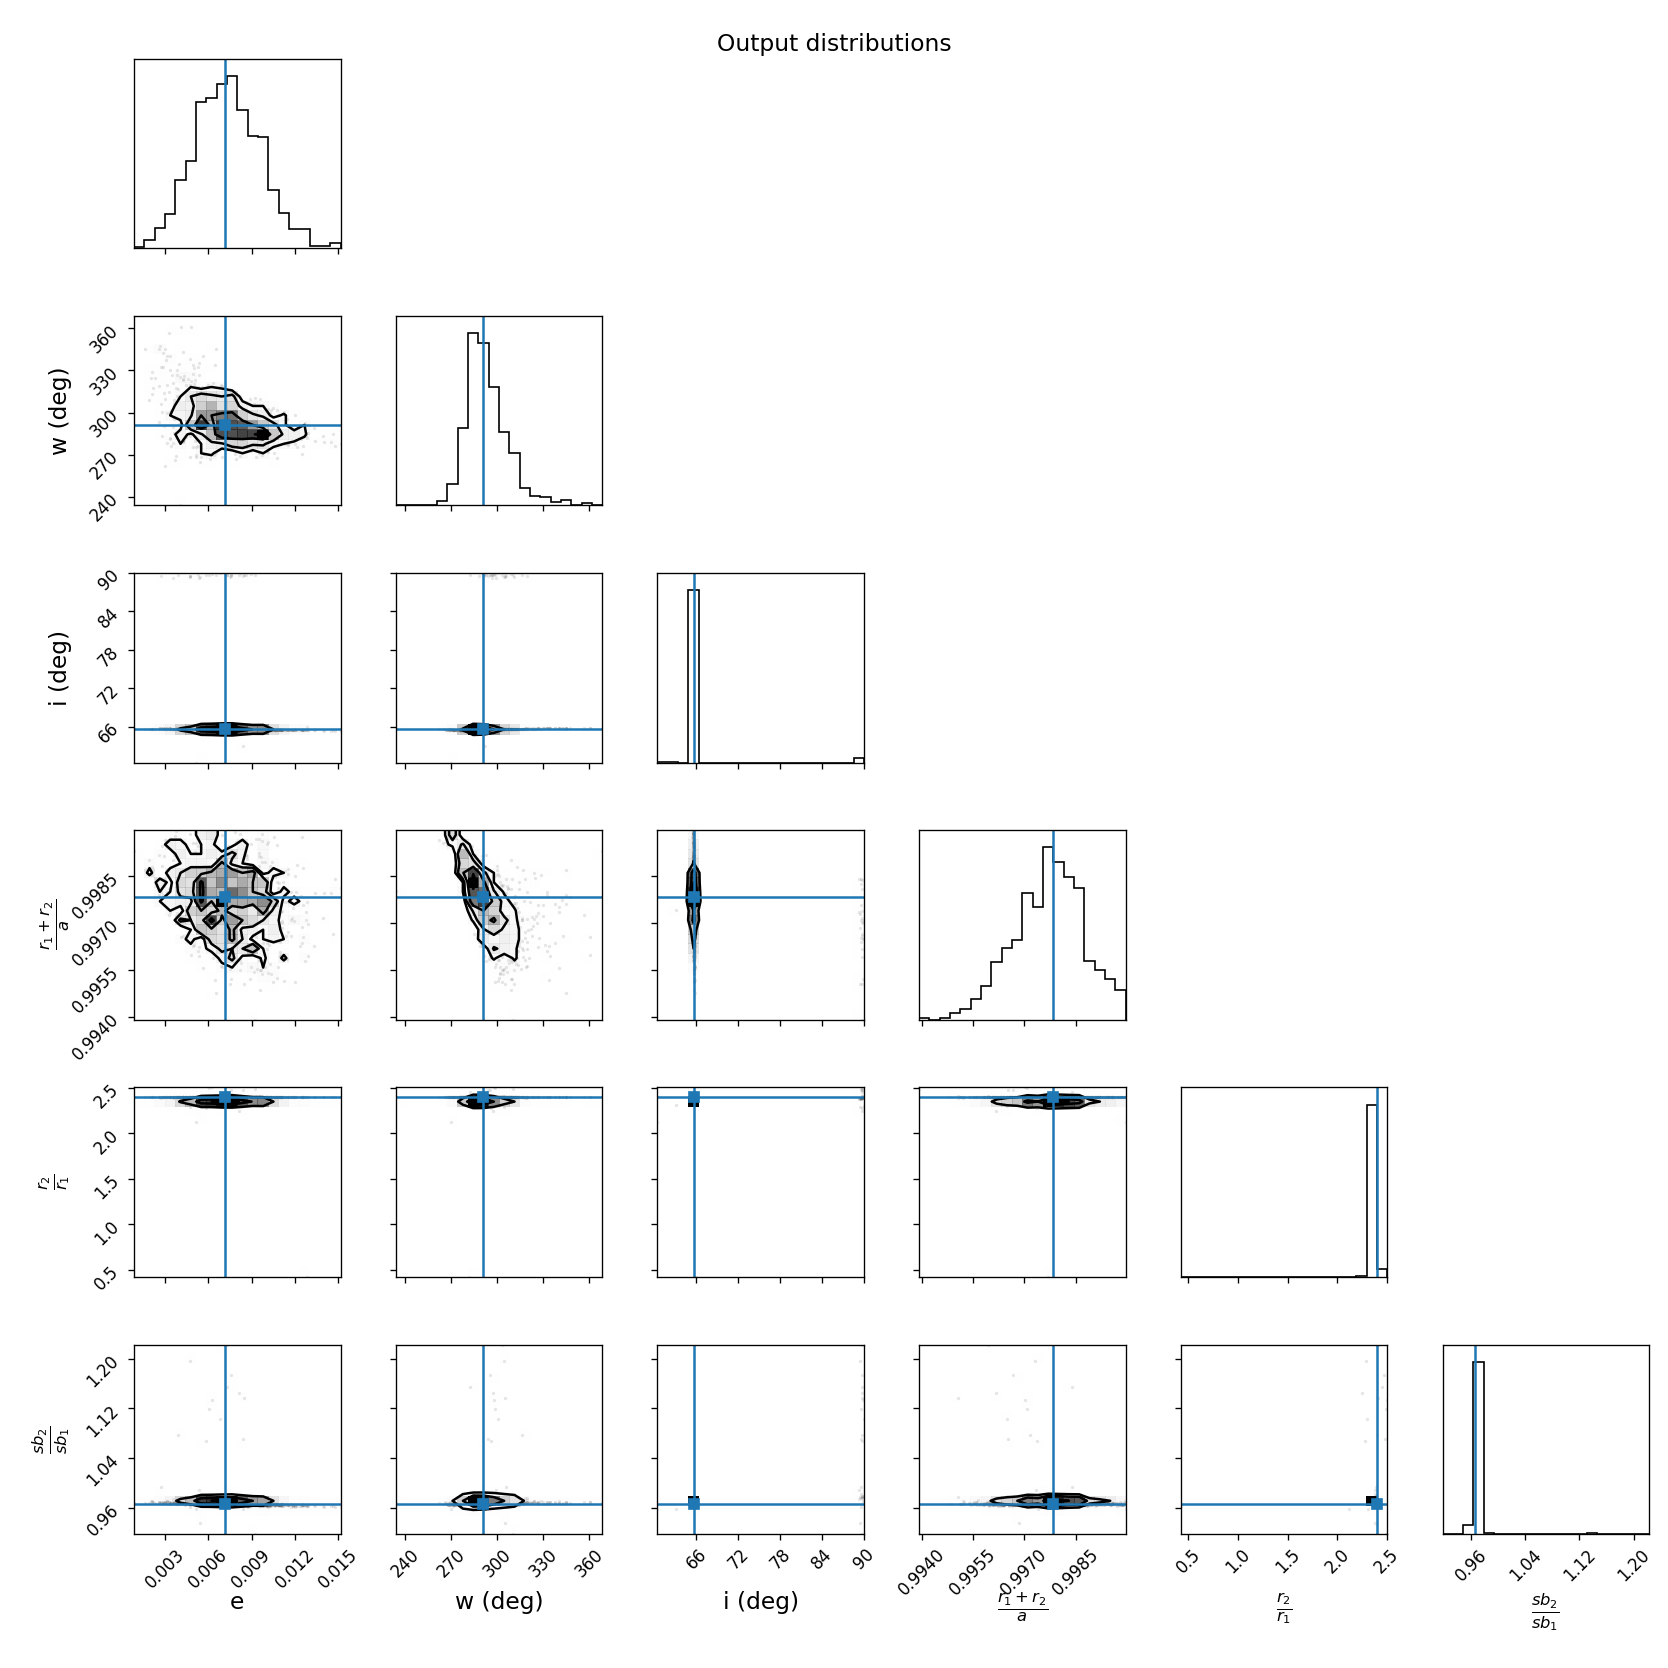 Output distributions
w (deg)
360
330
300
270
240
i (deg)
90
84
78
72
66
r₁ + r₂
a
0.9985
0.9970
0.9955
0.9940
r₂
r₁
2.5
2.0
1.5
1.0
0.5
sb₂
sb₁
1.20
1.12
1.04
0.96
0.003 0.006 0.009 0.012 0.015 240 270 300 330 360 66 72 78 84 90 0.9940 0.9955 0.9970 0.9985 0.5 1.0 1.5 2.0 2.5 0.96 1.04 1.12 1.20
e w (deg) i (deg) r₁ + r₂ r₂ sb₂
a r₁ sb₁